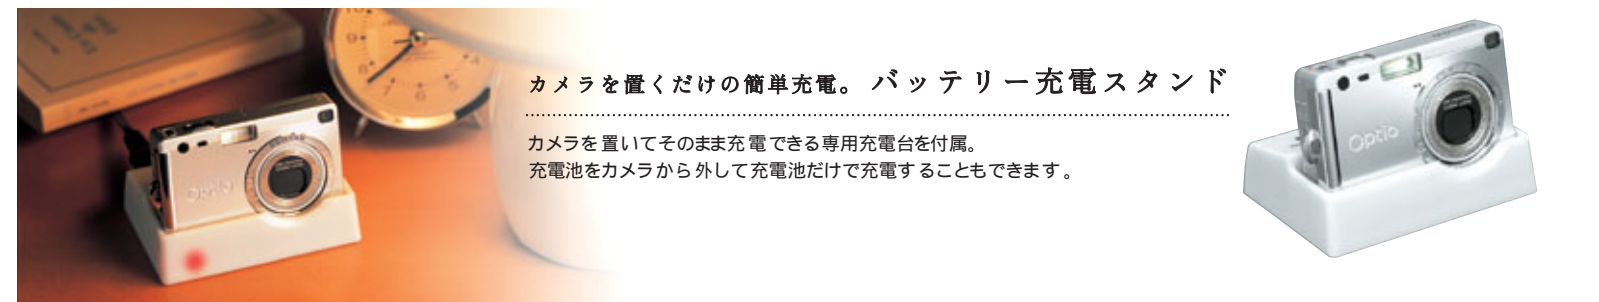 カメラを置くだけの簡単充電。バッテリー充電スタンド
カメラを置いてそのまま充電できる専用充電台を付属。
充電池をカメラから外して充電池だけで充電することもできます。
Optio
Optio